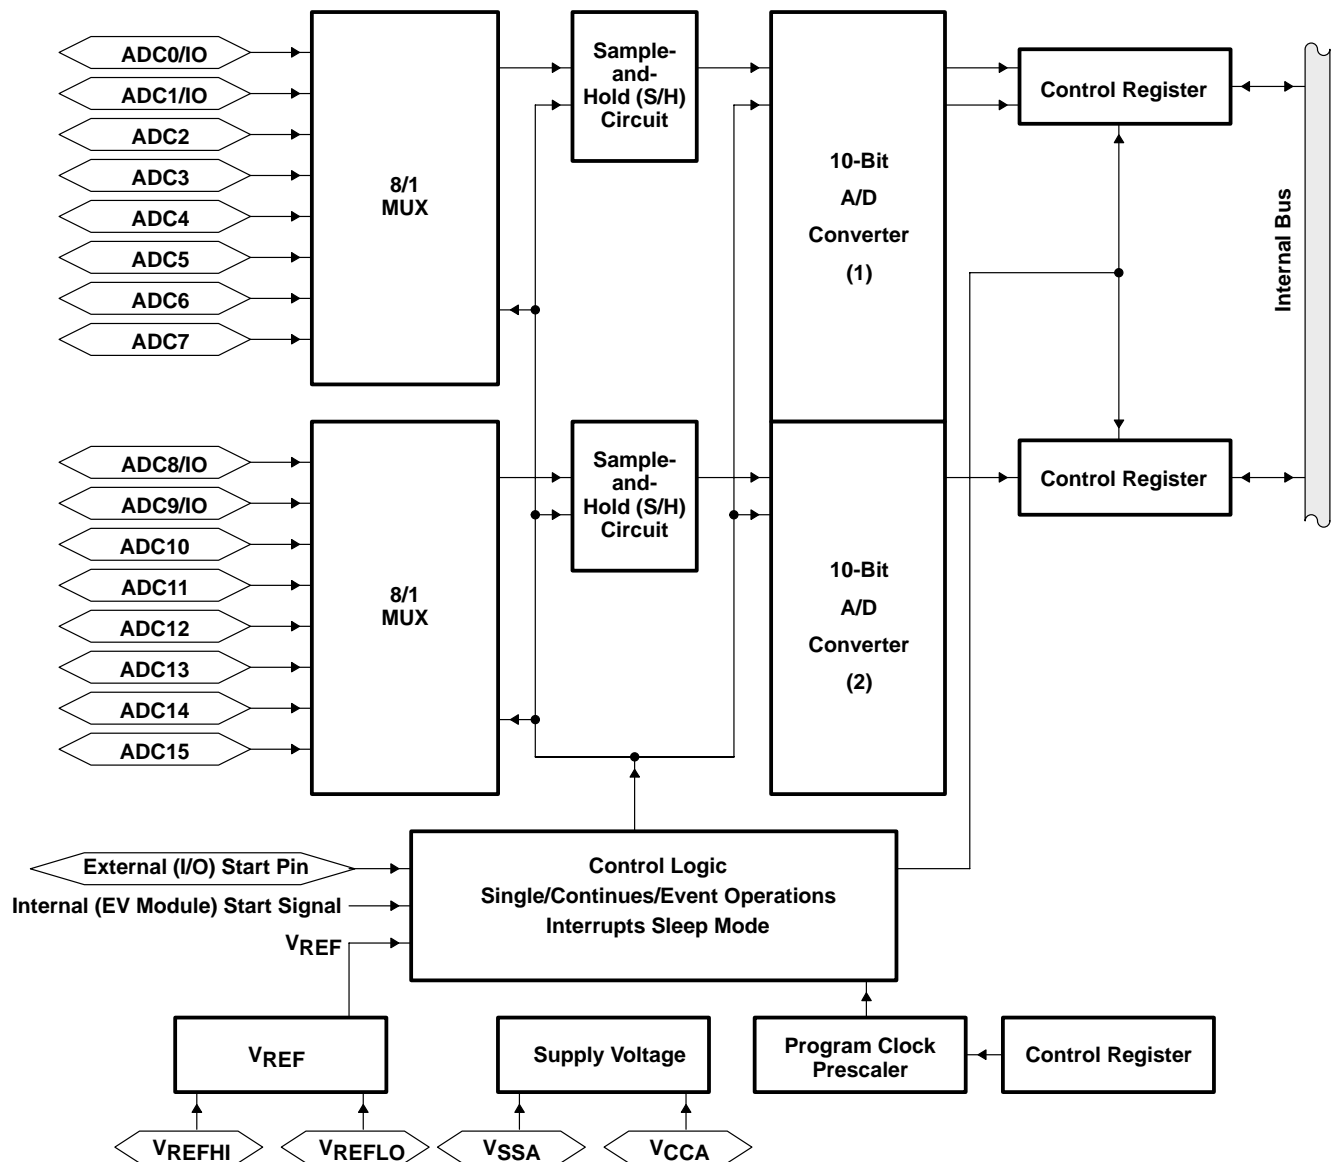 ADC0/IO
ADC1/IO
ADC2
ADC3
ADC4
ADC5
ADC6
ADC7
8/1
MUX
Sample-
and-
Hold (S/H)
Circuit
10-Bit
A/D
Converter
(1)
Control Register
Internal Bus
ADC8/IO
ADC9/IO
ADC10
ADC11
ADC12
ADC13
ADC14
ADC15
8/1
MUX
Sample-
and-
Hold (S/H)
Circuit
10-Bit
A/D
Converter
(2)
Control Register
External (I/O) Start Pin
Internal (EV Module) Start Signal
VREF
Control Logic
Single/Continues/Event Operations
Interrupts Sleep Mode
VREF
Supply Voltage
Program Clock
Prescaler
Control Register
VREFHI
VREFLO
VSSA
VCCA